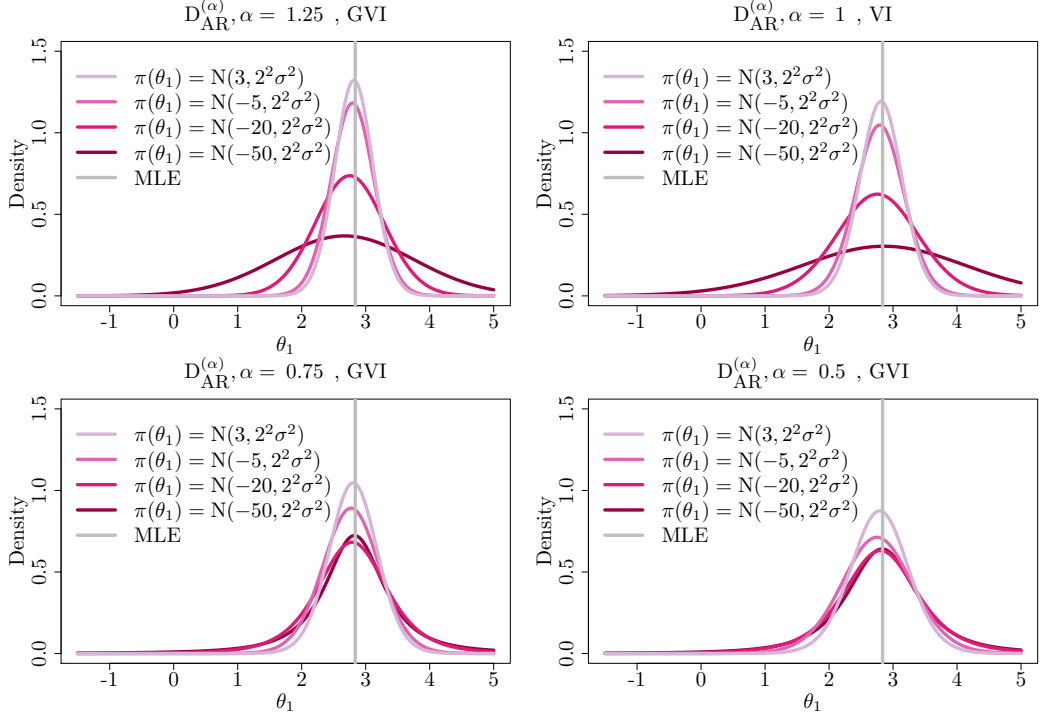 D_AR^(α), α = 1.25 , GVI
1.5
1.0
0.5
0.0
Density
π(θ₁) = N(3, 2²σ²)
π(θ₁) = N(−5, 2²σ²)
π(θ₁) = N(−20, 2²σ²)
π(θ₁) = N(−50, 2²σ²)
MLE
-1 0 1 2 3 4 5
θ₁
D_AR^(α), α = 1 , VI
1.5
1.0
0.5
0.0
Density
π(θ₁) = N(3, 2²σ²)
π(θ₁) = N(−5, 2²σ²)
π(θ₁) = N(−20, 2²σ²)
π(θ₁) = N(−50, 2²σ²)
MLE
-1 0 1 2 3 4 5
θ₁
D_AR^(α), α = 0.75 , GVI
1.5
1.0
0.5
0.0
Density
π(θ₁) = N(3, 2²σ²)
π(θ₁) = N(−5, 2²σ²)
π(θ₁) = N(−20, 2²σ²)
π(θ₁) = N(−50, 2²σ²)
MLE
-1 0 1 2 3 4 5
θ₁
D_AR^(α), α = 0.5 , GVI
1.5
1.0
0.5
0.0
Density
π(θ₁) = N(3, 2²σ²)
π(θ₁) = N(−5, 2²σ²)
π(θ₁) = N(−20, 2²σ²)
π(θ₁) = N(−50, 2²σ²)
MLE
-1 0 1 2 3 4 5
θ₁